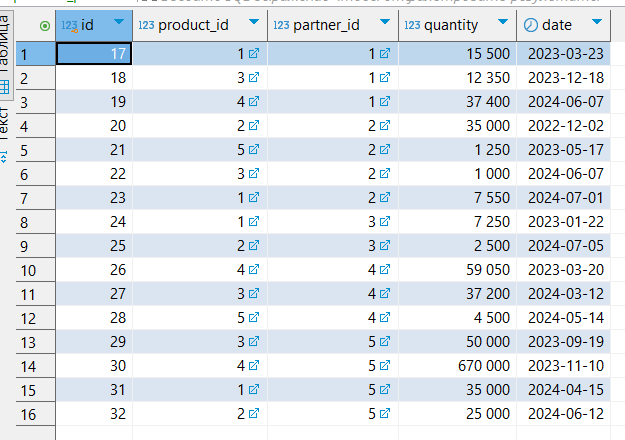 Таблица
Текст
123 id 123 product_id 123 partner_id 123 quantity date
1 17 1 1 15 500 2023-03-23
2 18 3 1 12 350 2023-12-18
3 19 4 1 37 400 2024-06-07
4 20 2 2 35 000 2022-12-02
5 21 5 2 1 250 2023-05-17
6 22 3 2 1 000 2024-06-07
7 23 1 2 7 550 2024-07-01
8 24 1 3 7 250 2023-01-22
9 25 2 3 2 500 2024-07-05
10 26 4 4 59 050 2023-03-20
11 27 3 4 37 200 2024-03-12
12 28 5 4 4 500 2024-05-14
13 29 3 5 50 000 2023-09-19
14 30 4 5 670 000 2023-11-10
15 31 1 5 35 000 2024-04-15
16 32 2 5 25 000 2024-06-12